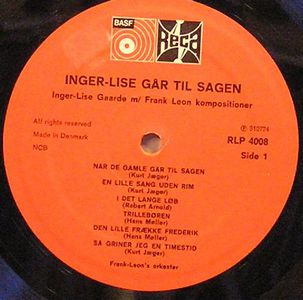 BASF
Reca
INGER-LISE GÅR TIL SAGEN
Inger-Lise Gaarde m/ Frank Leon kompositioner
All rights reserved
Made in Denmark
NCB
Ⓟ 310774
RLP 4008
Side 1
NÅR DE GAMLE GÅR TIL SAGEN
(Kurt Jæger)
EN LILLE SANG UDEN RIM
(Kurt Jæger)
I DET LANGE LØB
(Robert Arnold)
TRILLEBØREN
(Hans Møller)
DEN LILLE FRÆKKE FREDERIK
(Hans Møller)
SÅ GRINER JEG EN TIMESTID
(Kurt Jæger)
Frank-Leon's orkester